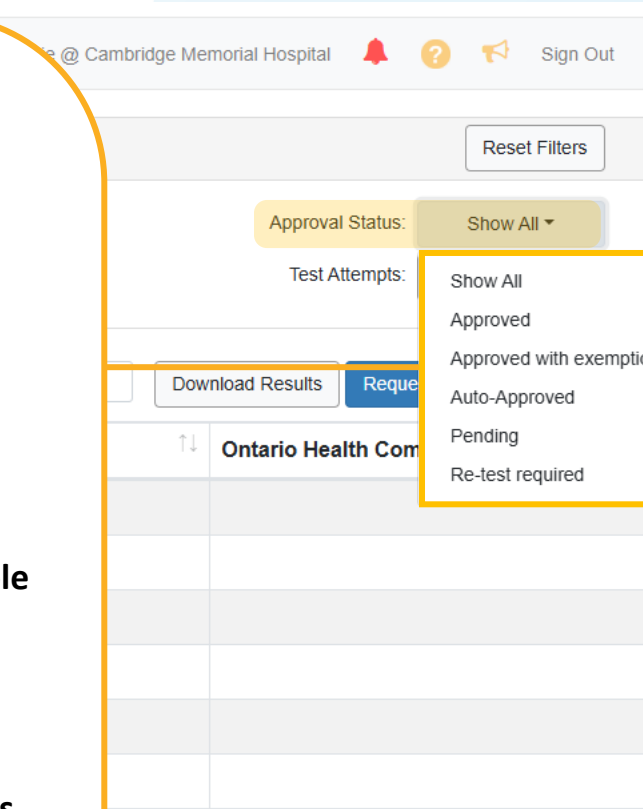 @ Cambridge Memorial Hospital ? Sign Out
Reset Filters
Approval Status: Show All
Test Attempts:
Show All
Approved
Approved with exemptio
Auto-Approved
Pending
Re-test required
Download Results Reque
Ontario Health Com
le
s